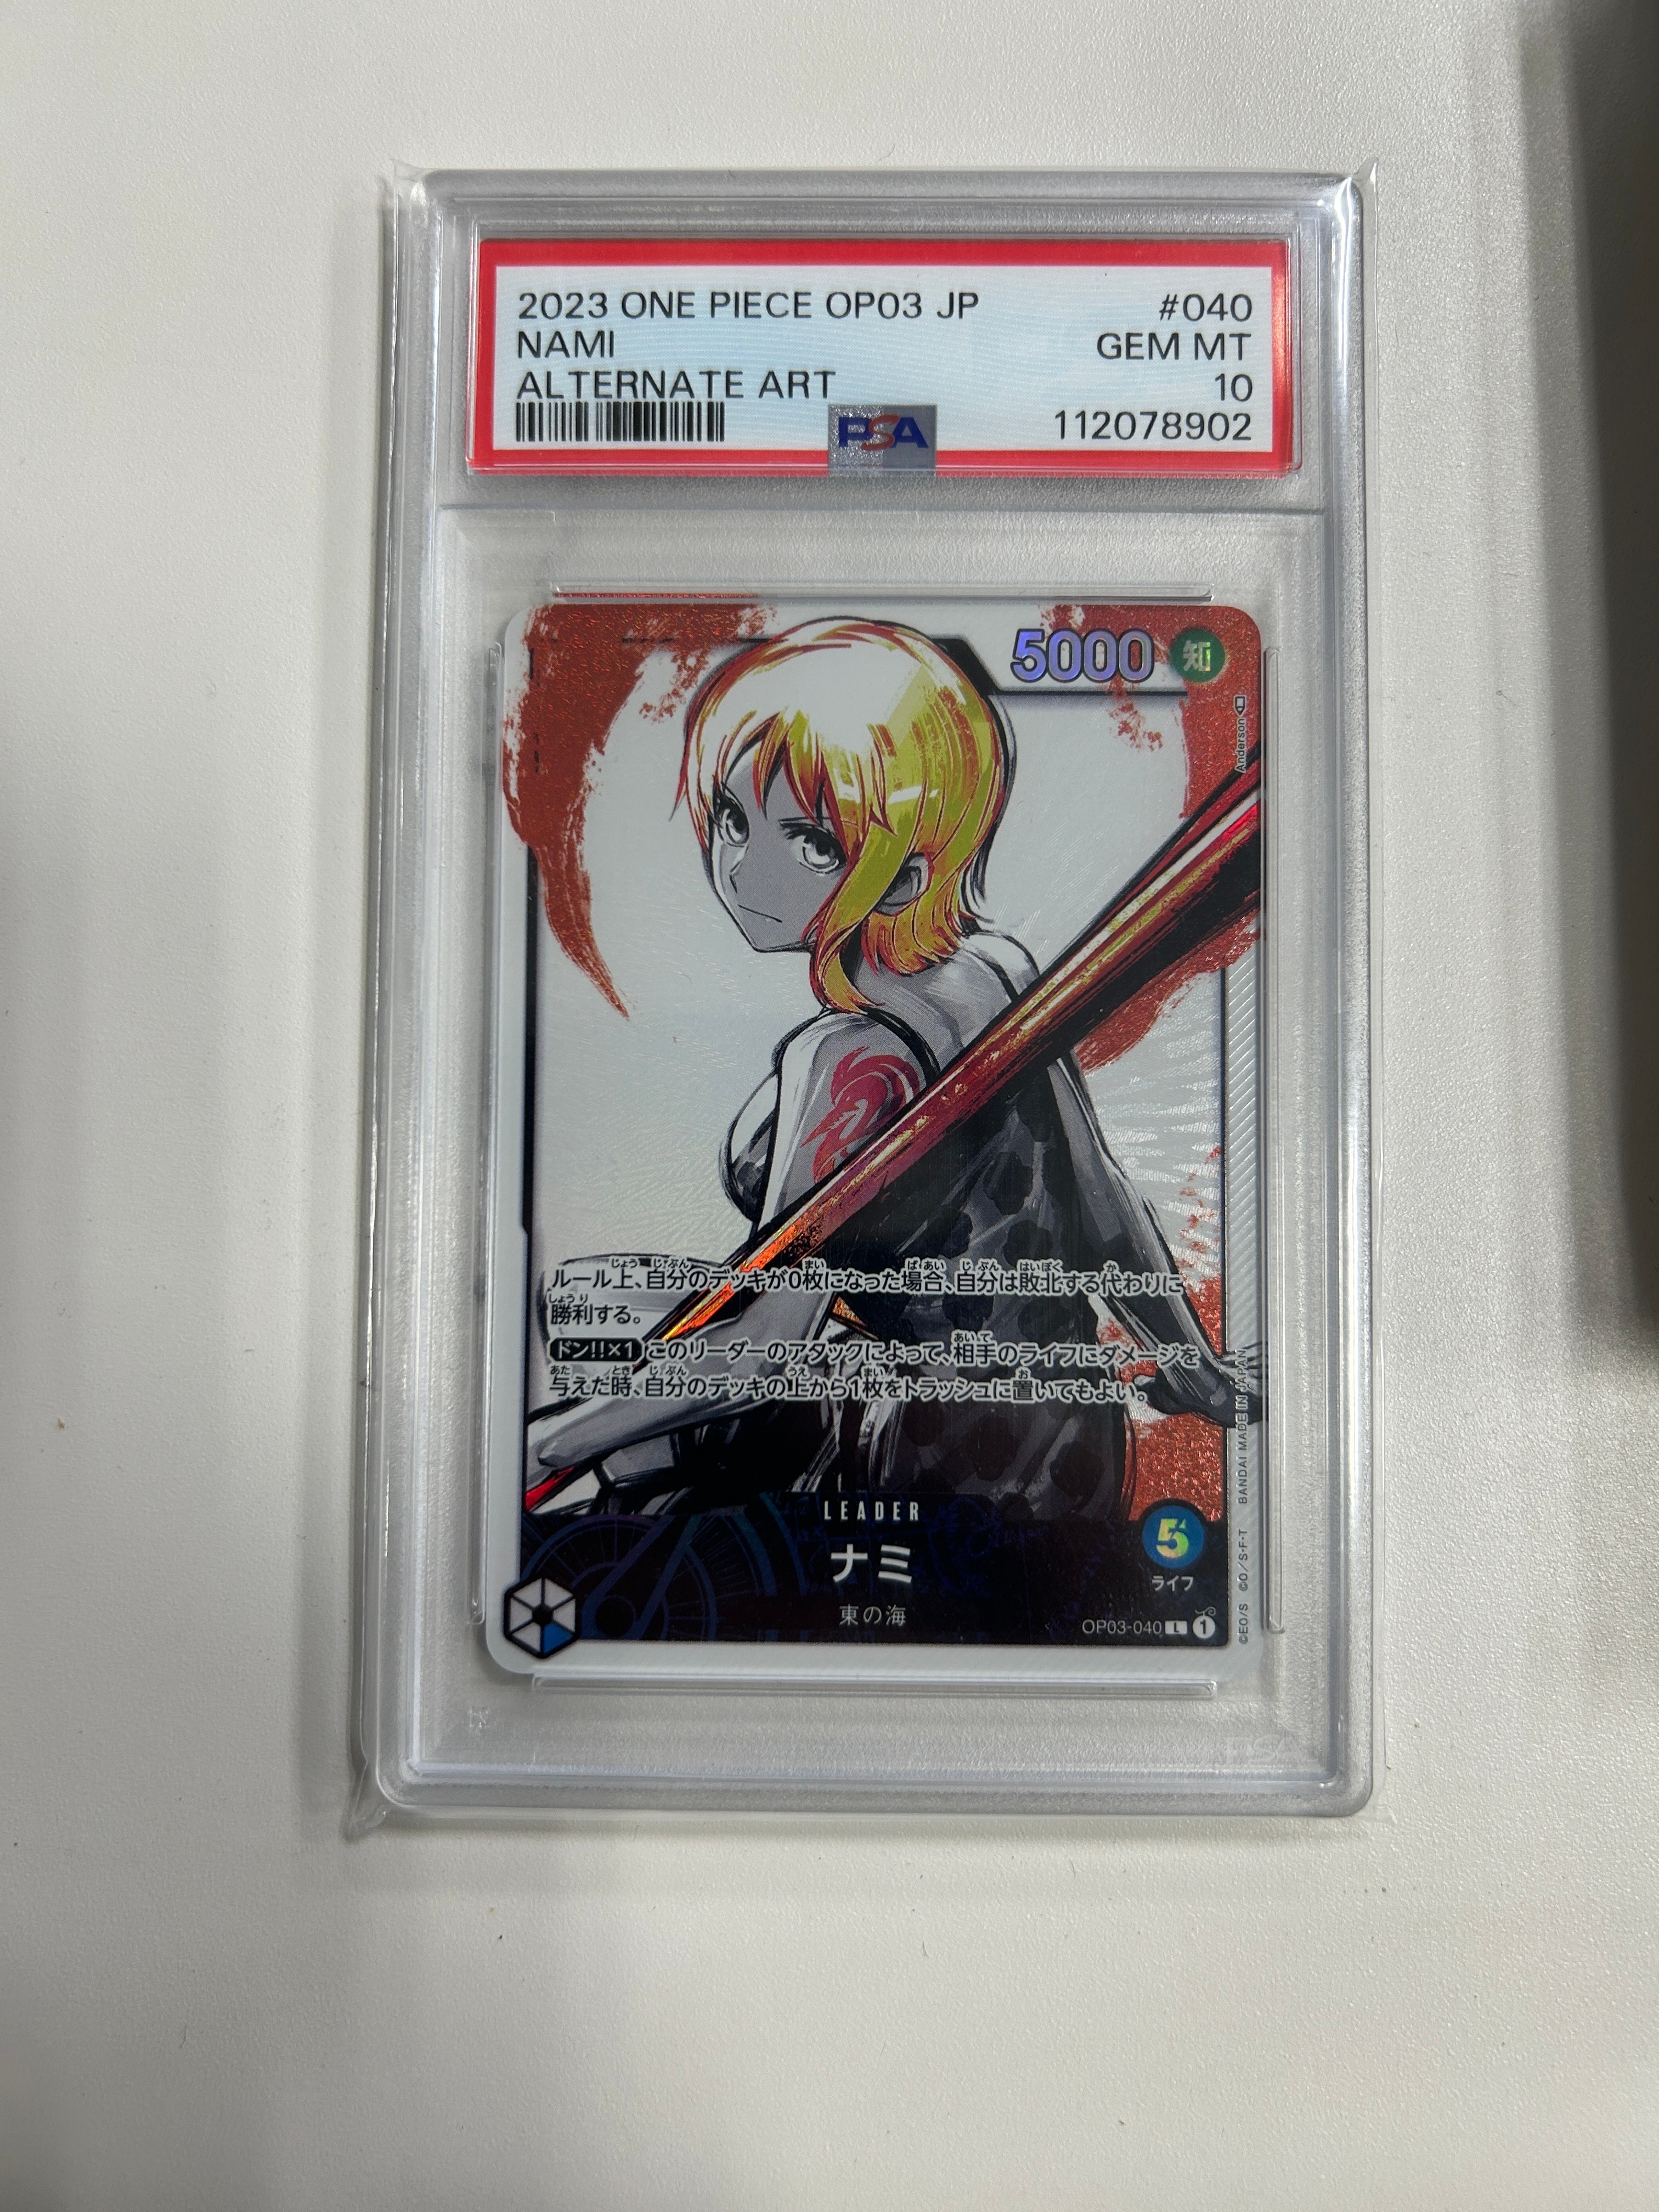 2023 ONE PIECE OP03 JP #040
NAMI GEM MT
ALTERNATE ART 10
PSA 112078902
5000 知
Anderson
ルール上、自分のデッキが0枚になった場合、自分は敗北する代わりに
勝利する。
ドン!!×1 このリーダーのアタックによって、相手のライフにダメージを
与えた時、自分のデッキの上から1枚をトラッシュに置いてもよい。
LEADER
ナミ
東の海
5
ライフ
OP03-040 L 1
©EO/S ©O/S・F・T BANDAI MADE IN JAPAN
PSA